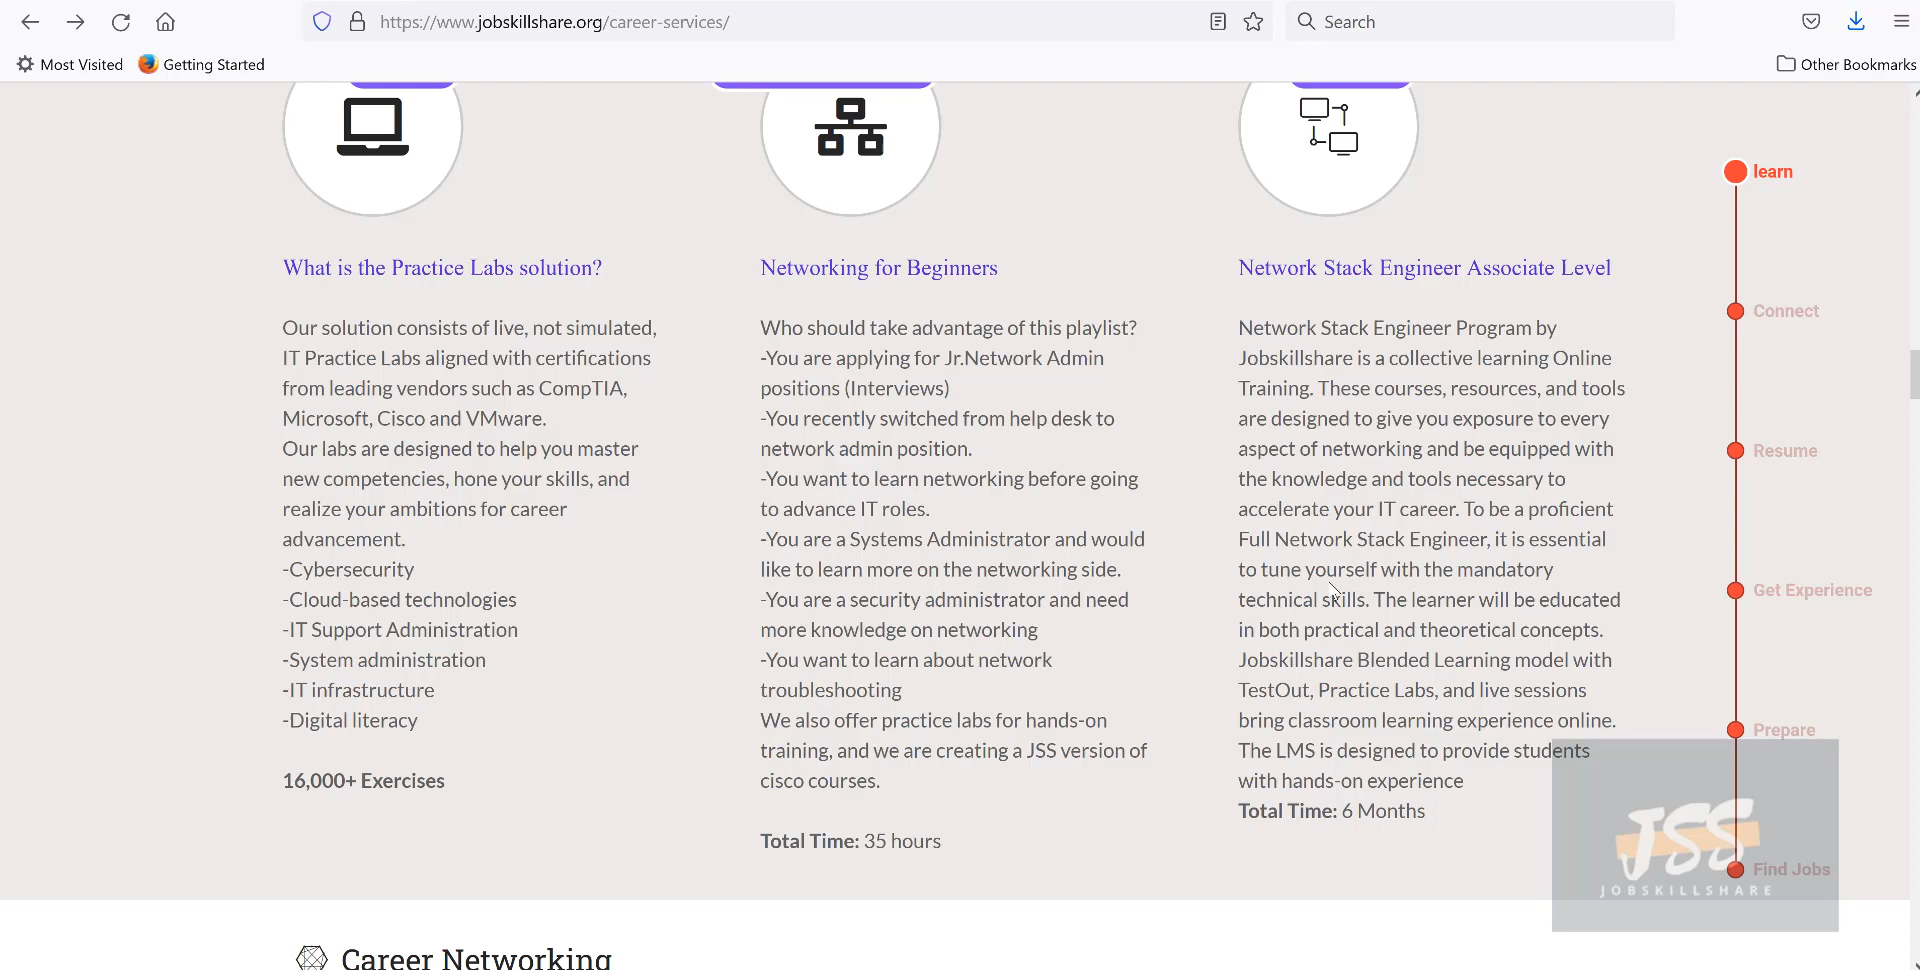 https://www.jobskillshare.org/career-services/
Search
Most Visited
Getting Started
Other Bookmarks
What is the Practice Labs solution?
Our solution consists of live, not simulated,
IT Practice Labs aligned with certifications
from leading vendors such as CompTIA,
Microsoft, Cisco and VMware.
Our labs are designed to help you master
new competencies, hone your skills, and
realize your ambitions for career
advancement.
-Cybersecurity
-Cloud-based technologies
-IT Support Administration
-System administration
-IT infrastructure
-Digital literacy
16,000+ Exercises
Networking for Beginners
Who should take advantage of this playlist?
-You are applying for Jr.Network Admin
positions (Interviews)
-You recently switched from help desk to
network admin position.
-You want to learn networking before going
to advance IT roles.
-You are a Systems Administrator and would
like to learn more on the networking side.
-You are a security administrator and need
more knowledge on networking
-You want to learn about network
troubleshooting
We also offer practice labs for hands-on
training, and we are creating a JSS version of
cisco courses.
Total Time: 35 hours
Network Stack Engineer Associate Level
Network Stack Engineer Program by
Jobskillshare is a collective learning Online
Training. These courses, resources, and tools
are designed to give you exposure to every
aspect of networking and be equipped with
the knowledge and tools necessary to
accelerate your IT career. To be a proficient
Full Network Stack Engineer, it is essential
to tune yourself with the mandatory
technical skills. The learner will be educated
in both practical and theoretical concepts.
Jobskillshare Blended Learning model with
TestOut, Practice Labs, and live sessions
bring classroom learning experience online.
The LMS is designed to provide students
with hands-on experience
Total Time: 6 Months
learn
Connect
Resume
Get Experience
Prepare
Find Jobs
JSS
JOBSKILLSHARE
Career Networking